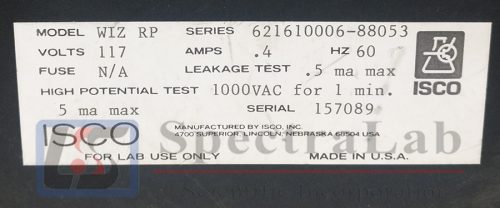 MODEL WIZ RP SERIES 621610006-88053
VOLTS 117 AMPS .4 HZ 60
FUSE N/A LEAKAGE TEST .5 ma max
HIGH POTENTIAL TEST 1000VAC for 1 min.
ISCO
5 ma max SERIAL 157089
ISCO MANUFACTURED BY ISCO, INC.
4700 SUPERIOR, LINCOLN, NEBRASKA 68504 USA
SpectraLab
FOR LAB USE ONLY MADE IN U.S.A.